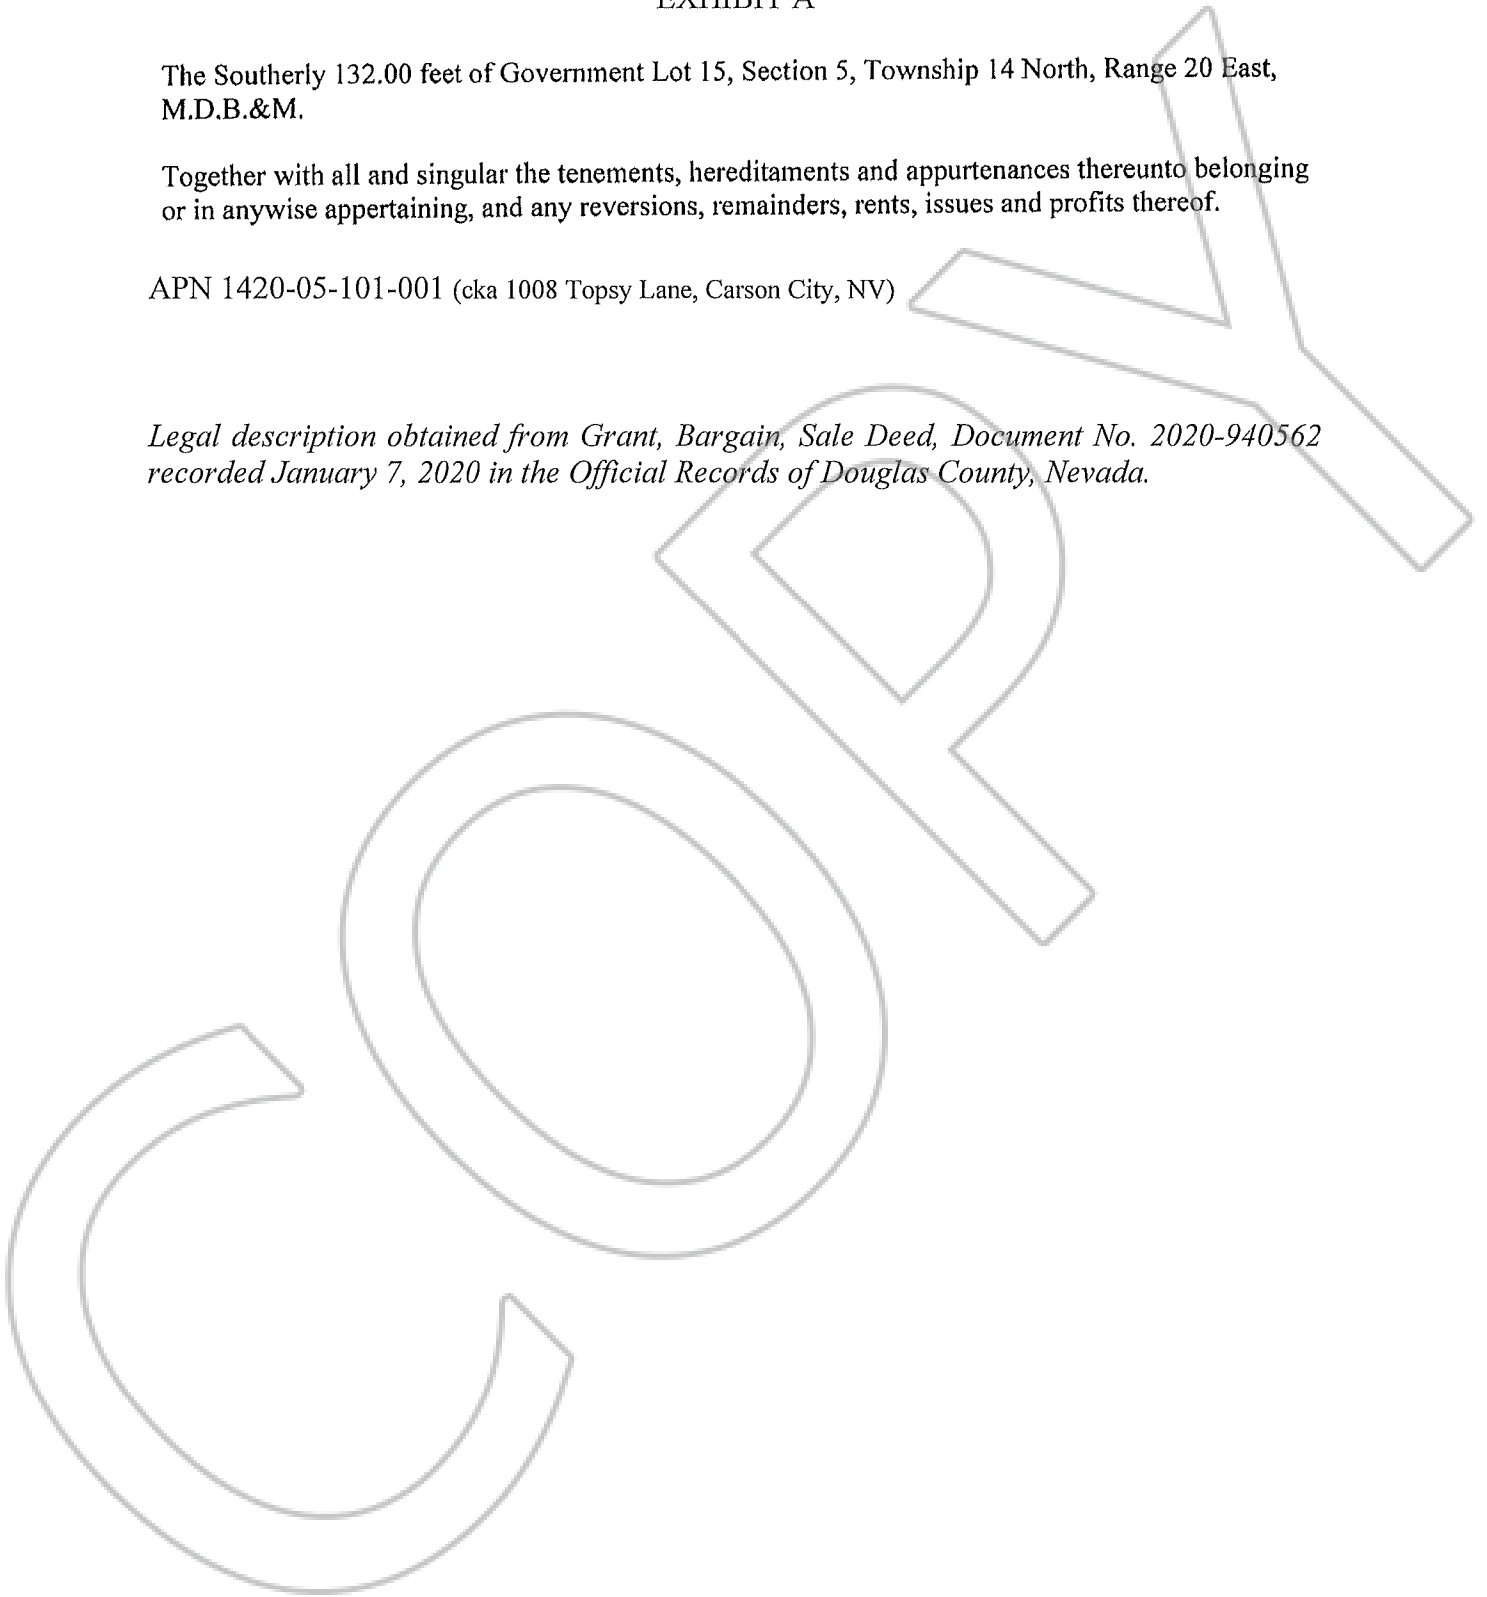 EXHIBIT A
The Southerly 132.00 feet of Government Lot 15, Section 5, Township 14 North, Range 20 East,
M.D.B.&M.
Together with all and singular the tenements, hereditaments and appurtenances thereunto belonging
or in anywise appertaining, and any reversions, remainders, rents, issues and profits thereof.
APN 1420-05-101-001 (cka 1008 Topsy Lane, Carson City, NV)
Legal description obtained from Grant, Bargain, Sale Deed, Document No. 2020-940562
recorded January 7, 2020 in the Official Records of Douglas County, Nevada.
COPY